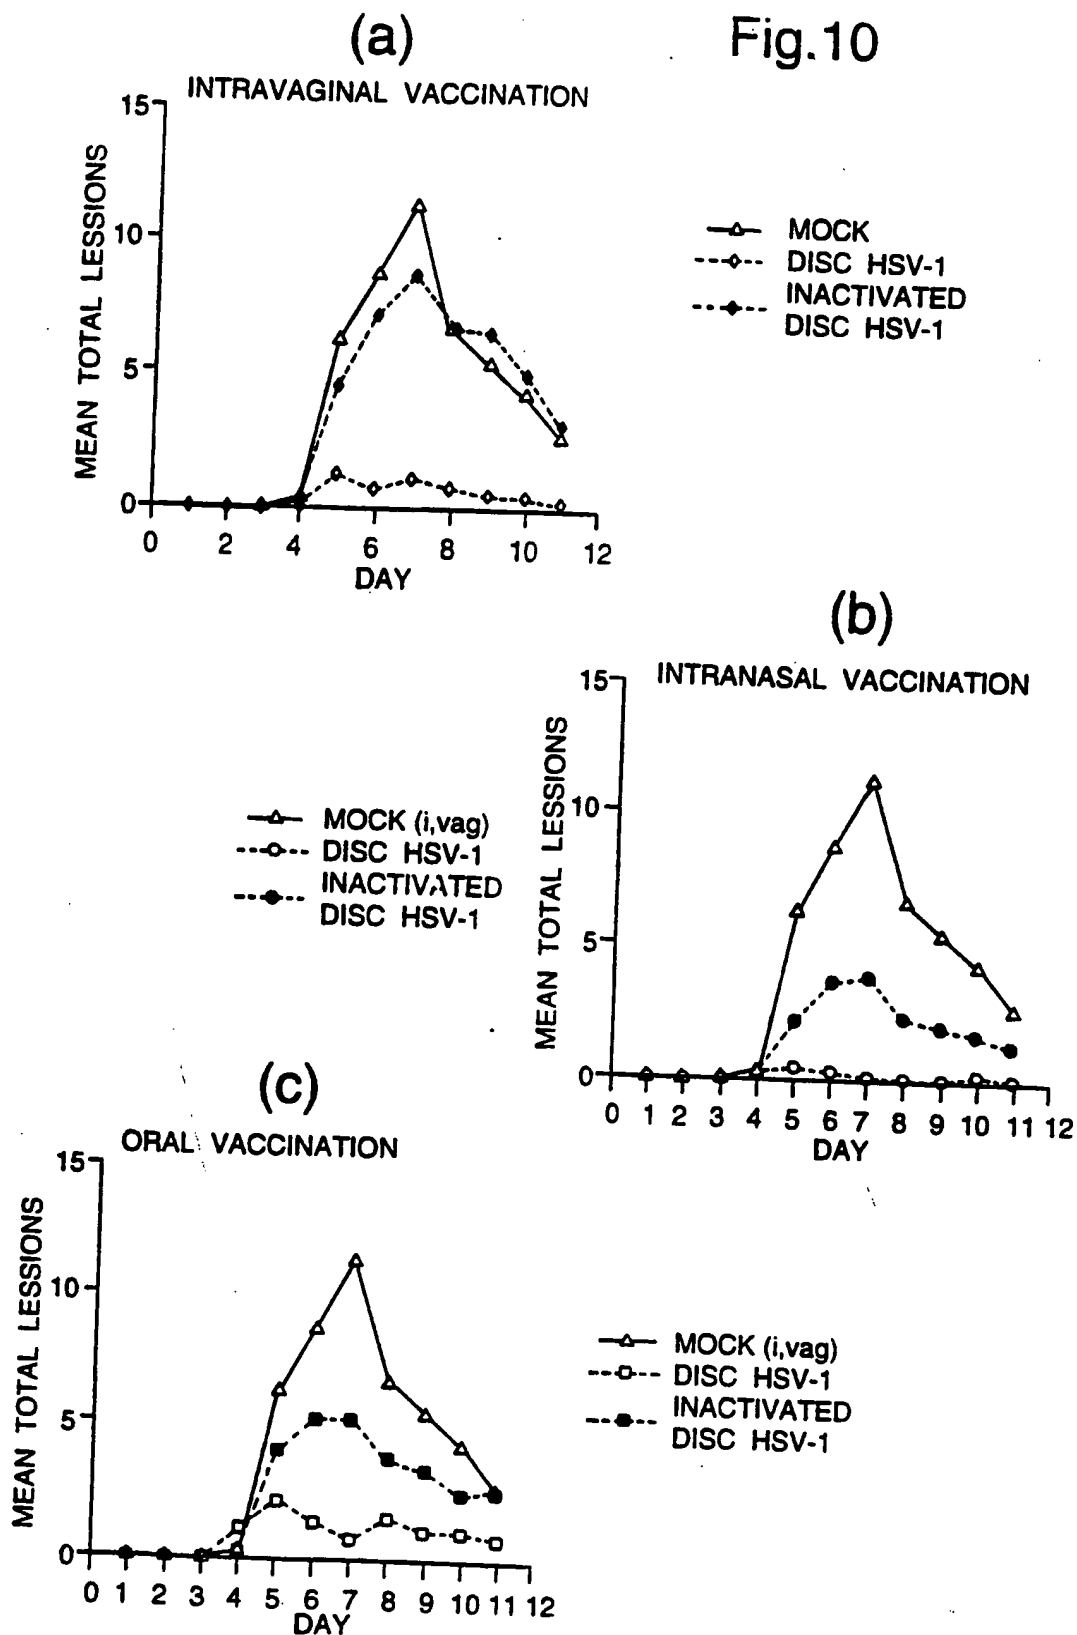 (a)
Fig.10
INTRAVAGINAL VACCINATION
15
10
5
0
MEAN TOTAL LESSIONS
0 2 4 6 8 10 12
DAY
MOCK
DISC HSV-1
INACTIVATED
DISC HSV-1
(b)
INTRANASAL VACCINATION
15
10
5
0
MEAN TOTAL LESSIONS
0 1 2 3 4 5 6 7 8 9 10 11 12
DAY
MOCK (i,vag)
DISC HSV-1
INACTIVATED
DISC HSV-1
(c)
ORAL VACCINATION
15
10
5
0
MEAN TOTAL LESSIONS
0 1 2 3 4 5 6 7 8 9 10 11 12
DAY
MOCK (i,vag)
DISC HSV-1
INACTIVATED
DISC HSV-1